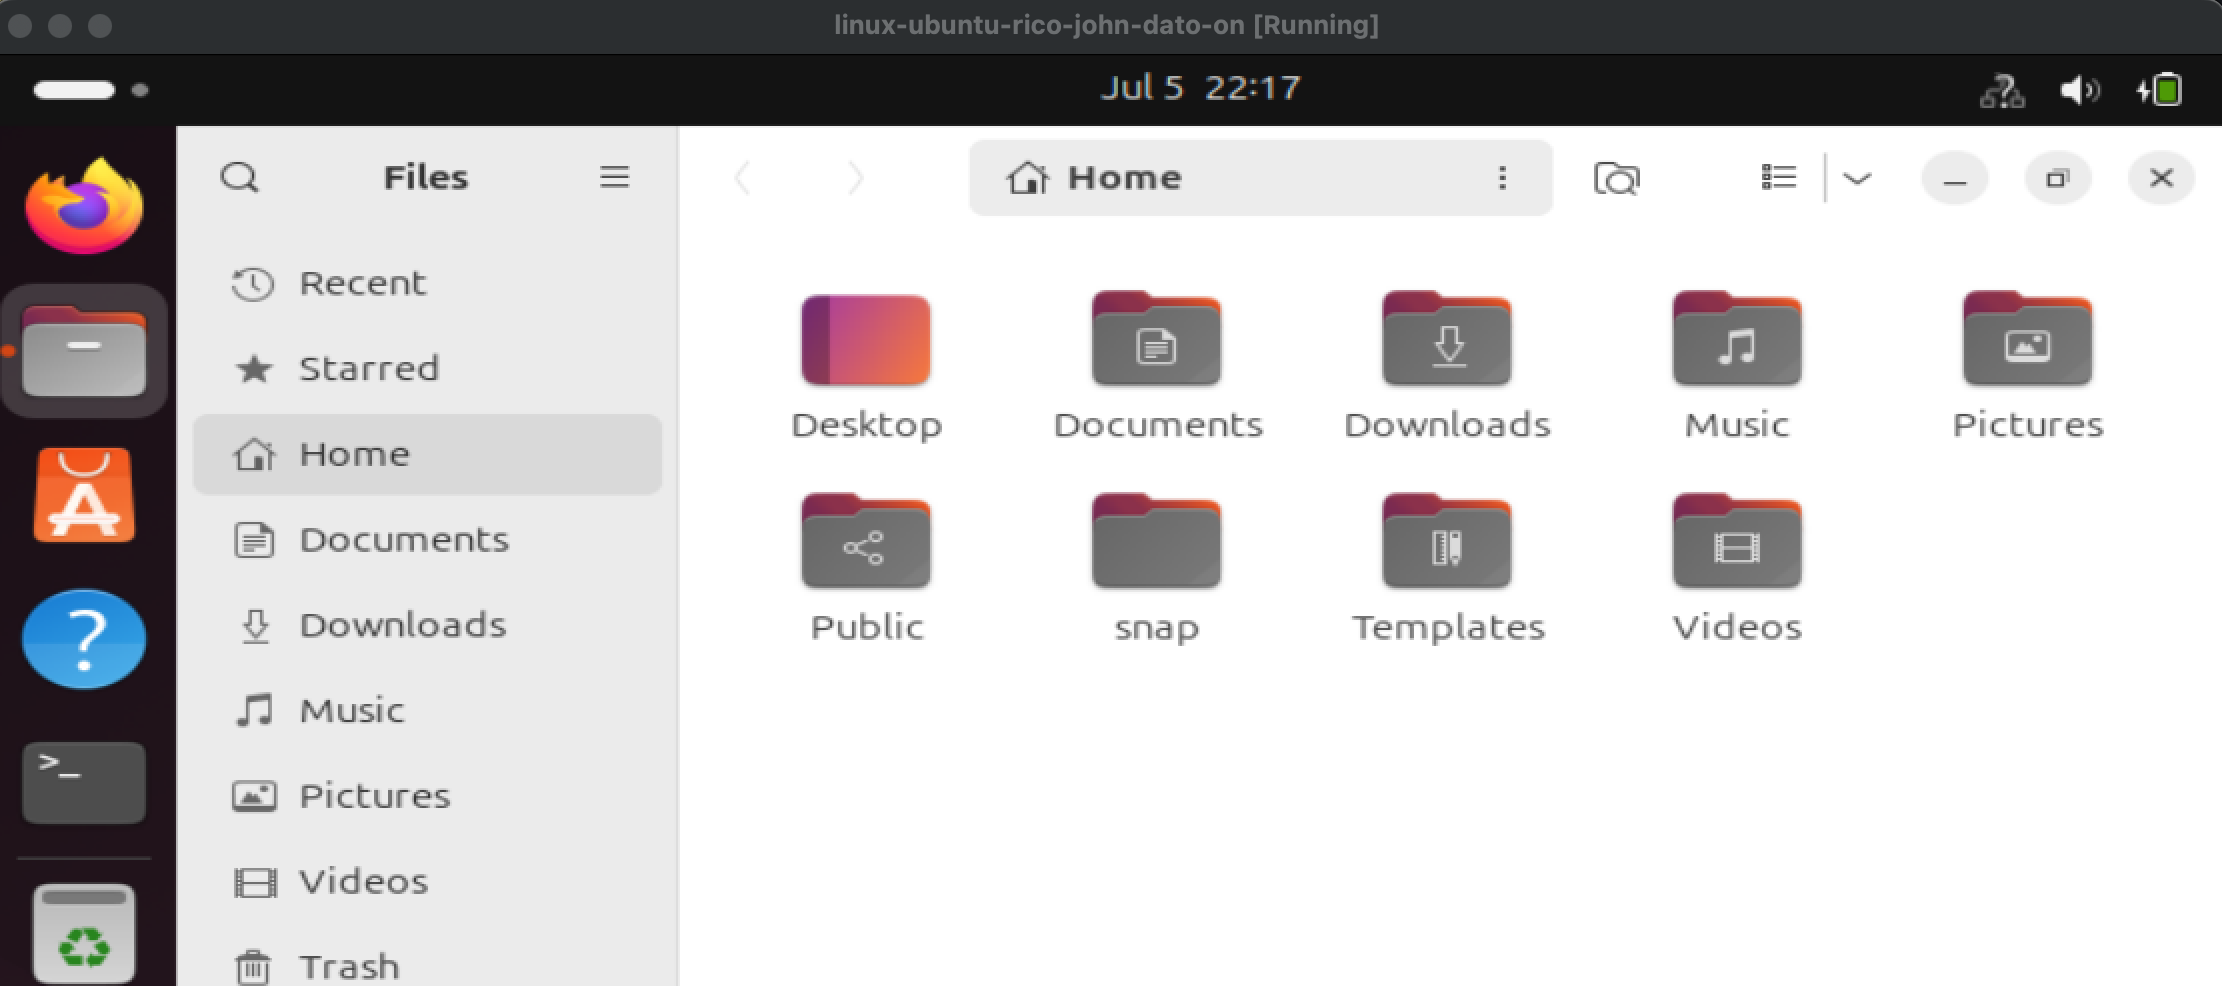 linux-ubuntu-rico-john-dato-on [Running]
Jul 5 22:17
Files
Home
Recent
Starred
Home
Documents
Downloads
Music
Pictures
Videos
Trash
Desktop
Documents
Downloads
Music
Pictures
Public
snap
Templates
Videos